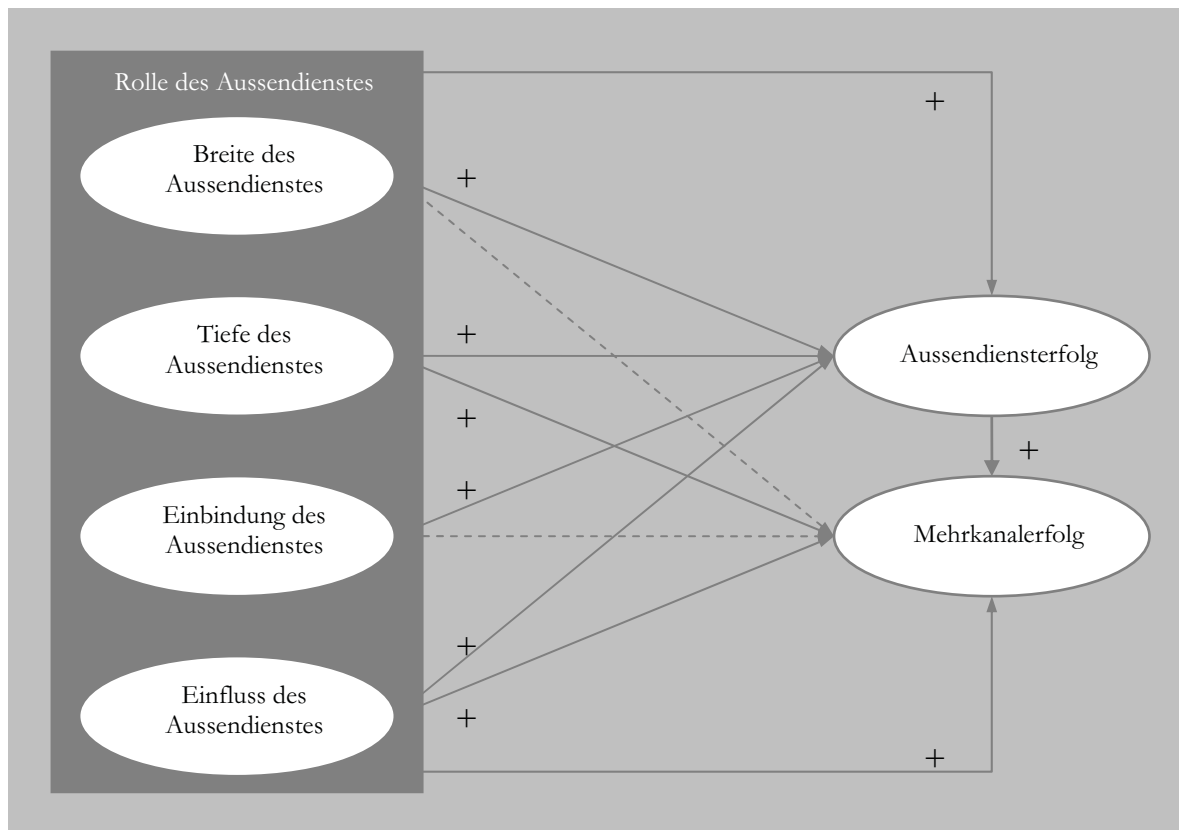 Rolle des Aussendienstes
+
Breite des
Aussendienstes
+
Tiefe des
Aussendienstes
+
Aussendiensterfolg
+
+
Einbindung des
Aussendienstes
+
Mehrkanalerfolg
+
Einfluss des
Aussendienstes
+
+